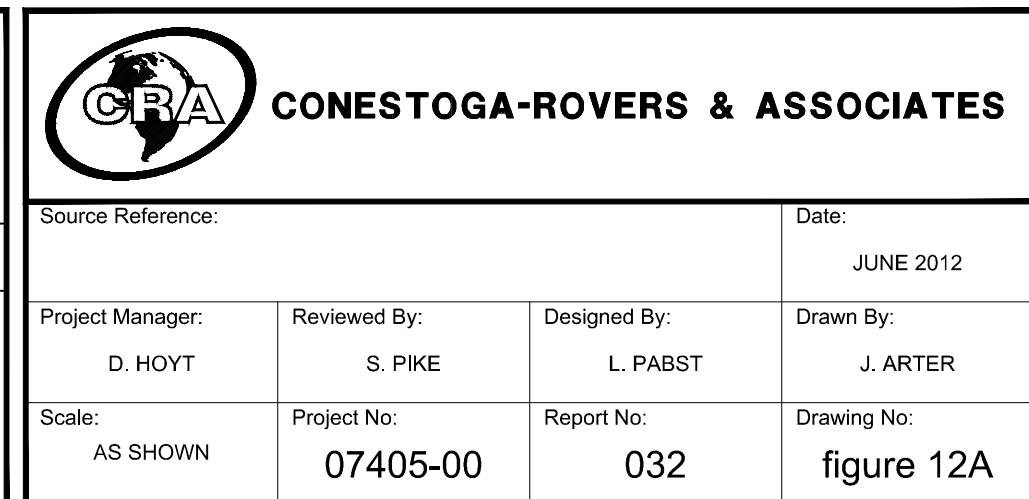 CRA
CONESTOGA-ROVERS & ASSOCIATES
Source Reference:
Date:
JUNE 2012
Project Manager:
D. HOYT
Reviewed By:
S. PIKE
Designed By:
L. PABST
Drawn By:
J. ARTER
Scale:
AS SHOWN
Project No:
07405-00
Report No:
032
Drawing No:
figure 12A